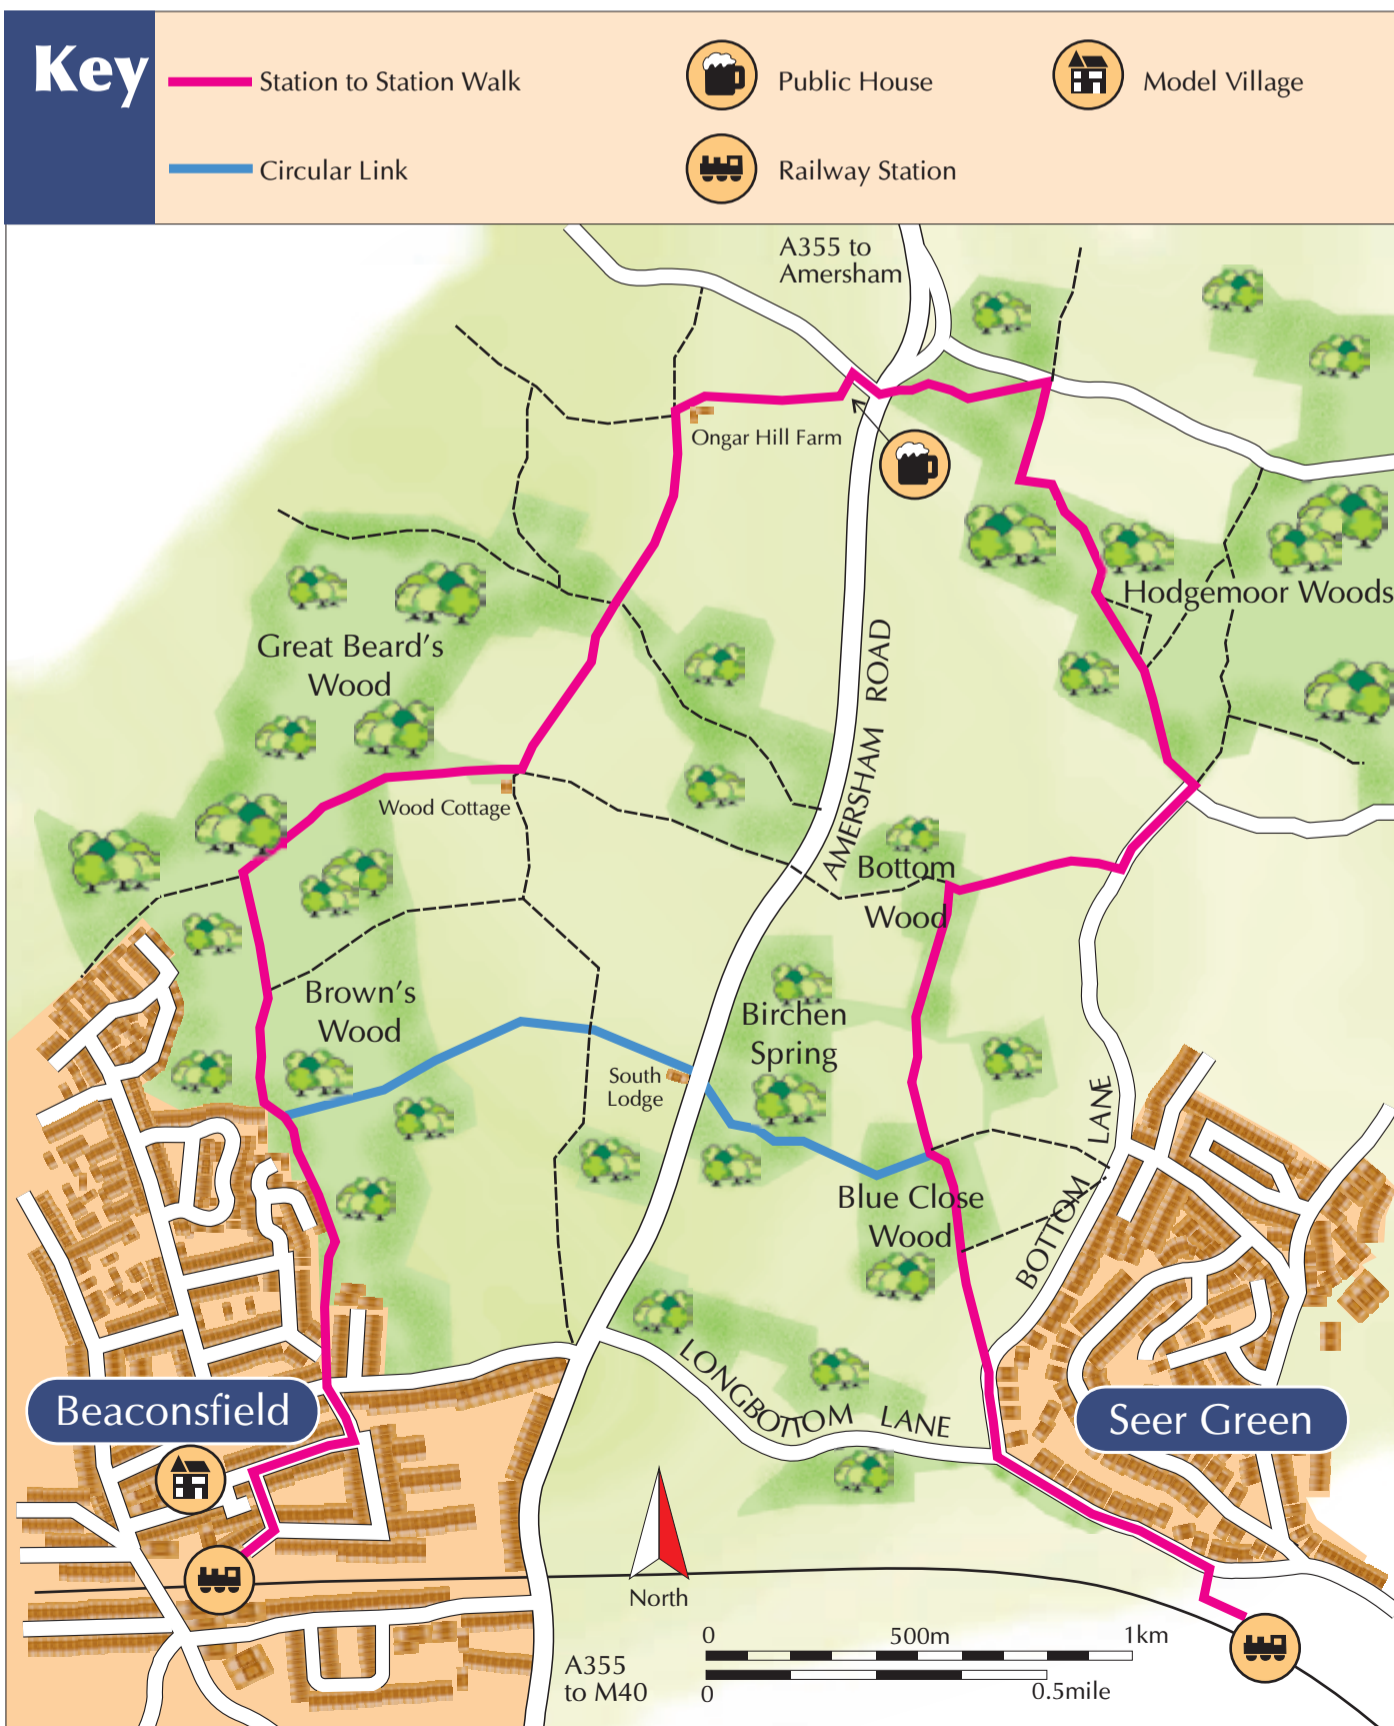 Key
Station to Station Walk
Public House
Model Village
Circular Link
Railway Station
A355 to
Amersham
Ongar Hill Farm
Hodgemoor Woods
Great Beard's
Wood
AMERSHAM ROAD
Wood Cottage
Bottom
Wood
Brown's
Wood
Birchen
Spring
South
Lodge
BOTTOM LANE
Blue Close
Wood
LONGBOTTOM LANE
Beaconsfield
Seer Green
North
0
500m
1km
0
0.5mile
A355
to M40